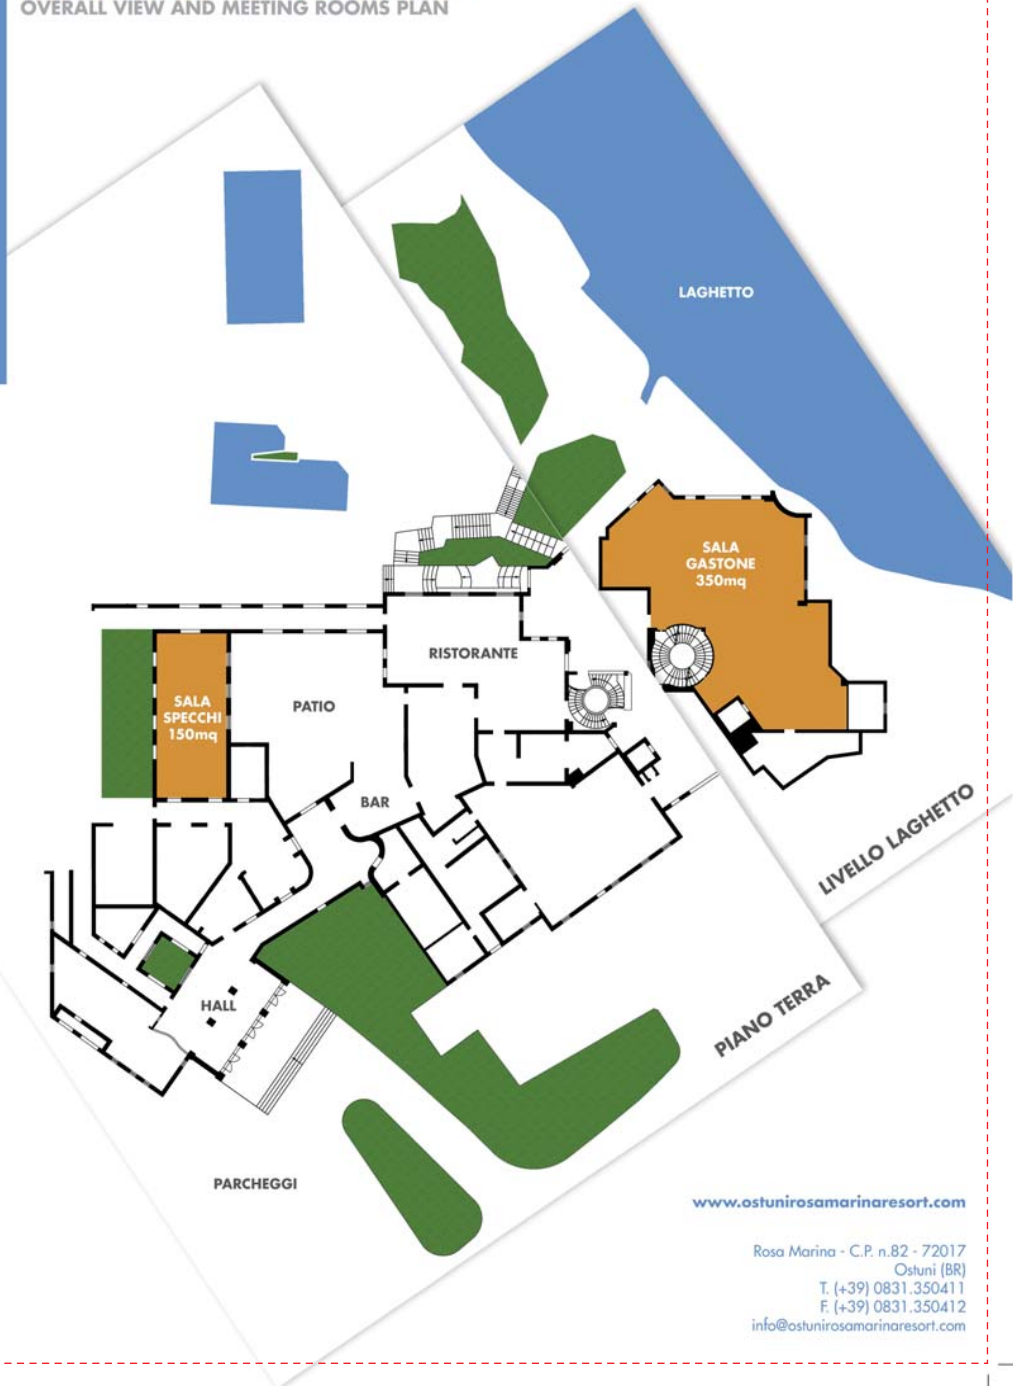 OVERALL VIEW AND MEETING ROOMS PLAN
LAGHETTO
SALA
GASTONE
350mq
RISTORANTE
SALA
SPECCHI
150mq
PATIO
BAR
LIVELLO LAGHETTO
HALL
PIANO TERRA
PARCHEGGI
www.ostunirosamarinaresort.com
Rosa Marina - C.P. n.82 - 72017
Ostuni (BR)
T. (+39) 0831.350411
F. (+39) 0831.350412
info@ostunirosamarinaresort.com